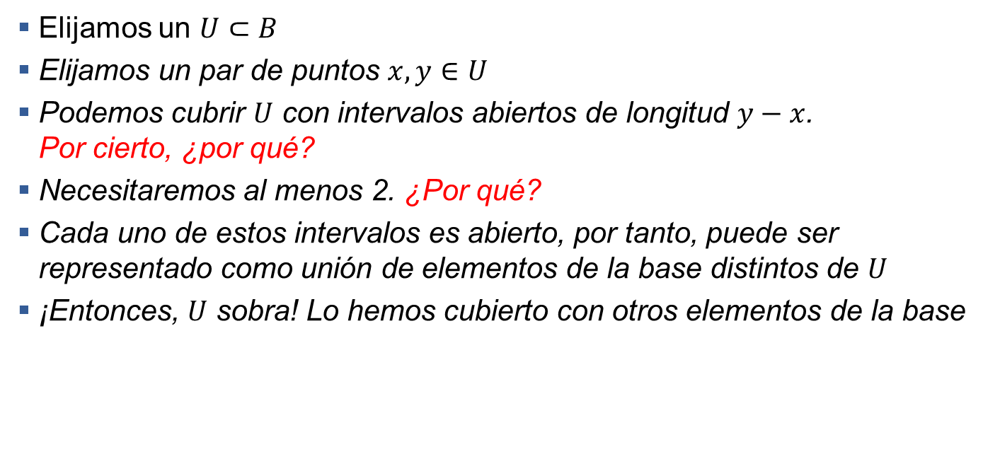 ▪ Elijamos un 𝑈 ⊂ 𝐵
▪ Elijamos un par de puntos 𝑥, 𝑦 ∈ 𝑈
▪ Podemos cubrir 𝑈 con intervalos abiertos de longitud 𝑦 − 𝑥.
Por cierto, ¿por qué?
▪ Necesitaremos al menos 2. ¿Por qué?
▪ Cada uno de estos intervalos es abierto, por tanto, puede ser
representado como unión de elementos de la base distintos de 𝑈
▪ ¡Entonces, 𝑈 sobra! Lo hemos cubierto con otros elementos de la base